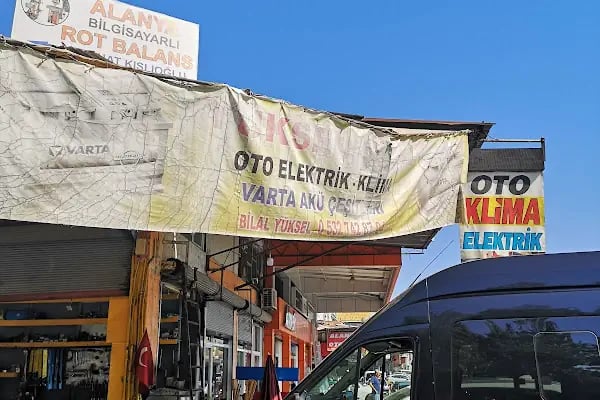 ALANYA
BİLGİSAYARLI
ROT BALANS
KISLIOĞLU
VARTA
OTO ELEKTRİK - KLİMA
VARTA AKÜ ÇEŞİTLERİ
BİLAL YÜKSEL
OTO
KLİMA
ELEKTRİK